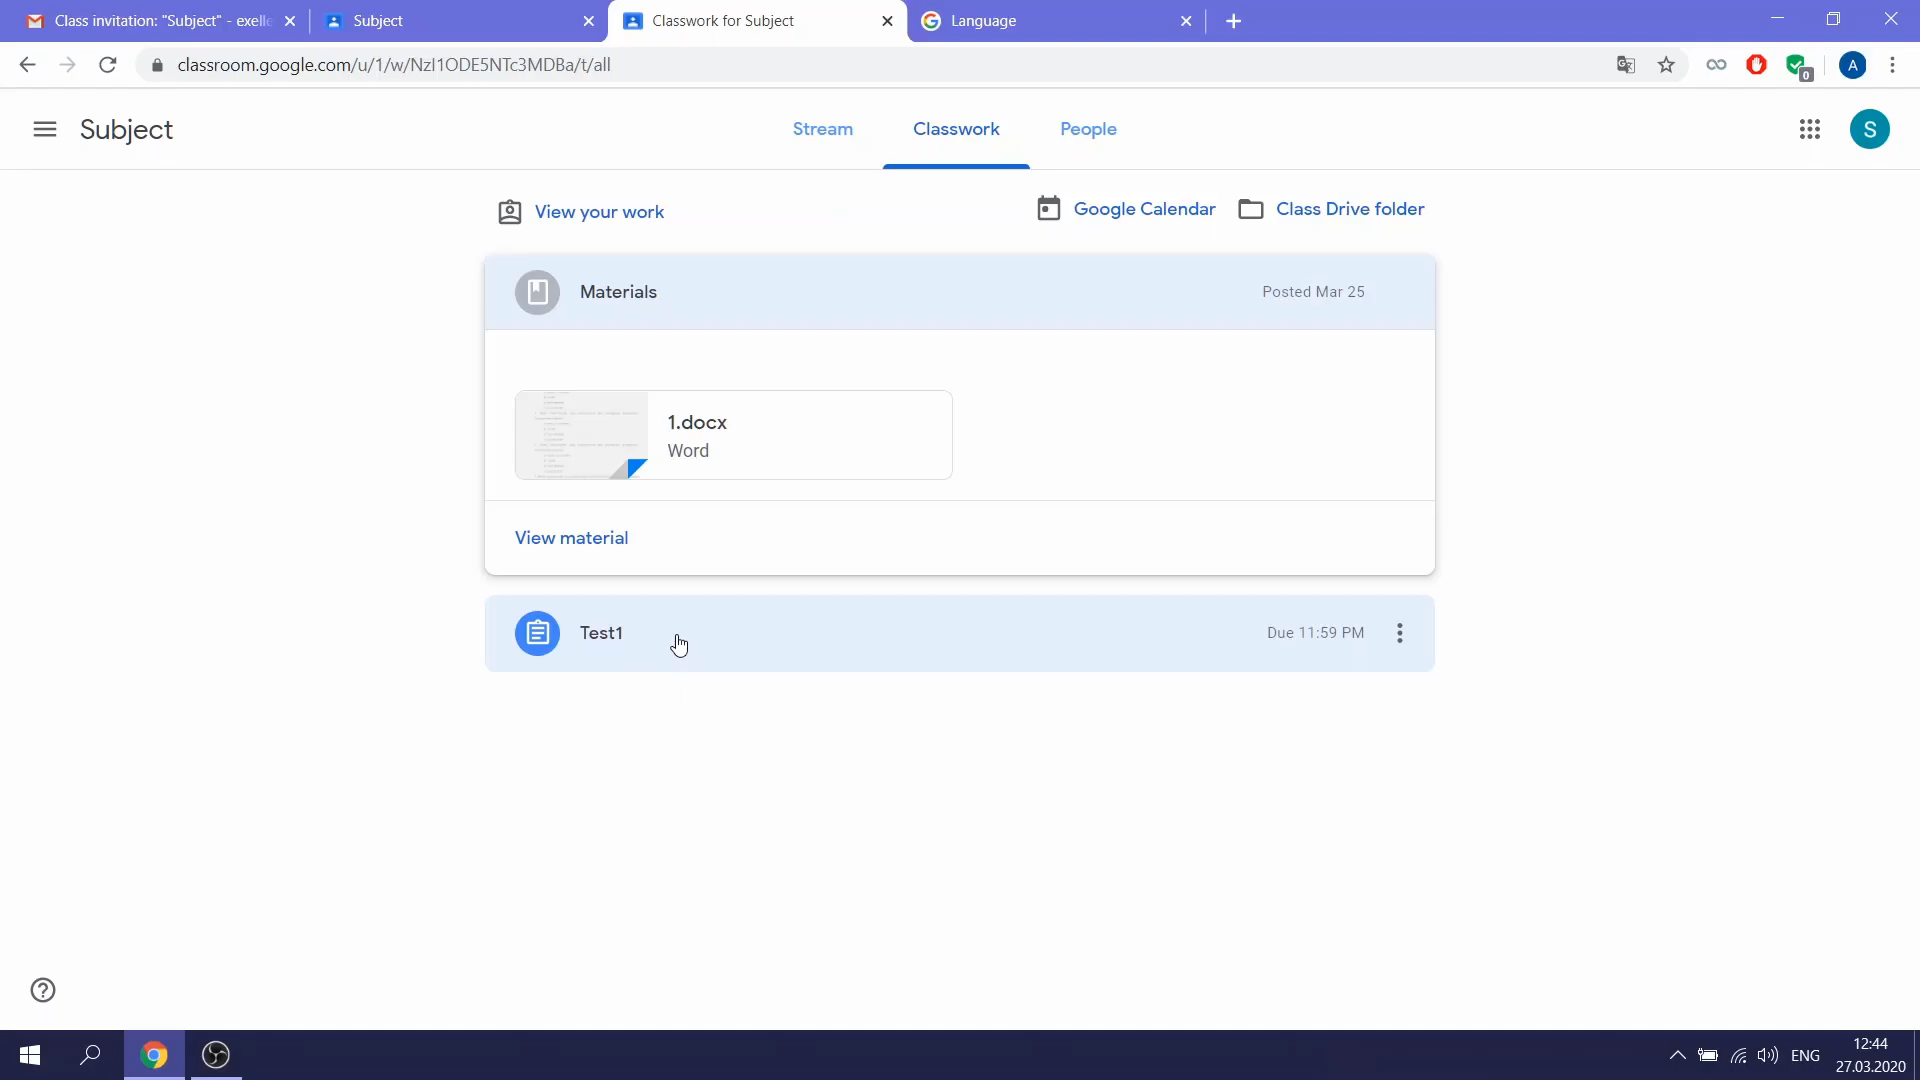 Class invitation: "Subject" - exelle
Subject
Classwork for Subject
Language
classroom.google.com/u/1/w/NzI1ODE5NTc3MDBa/t/all
0
A
Subject
Stream
Classwork
People
S
View your work
Google Calendar
Class Drive folder
Materials
Posted Mar 25
1.docx
Word
View material
Test1
Due 11:59 PM
ENG
12:44
27.03.2020